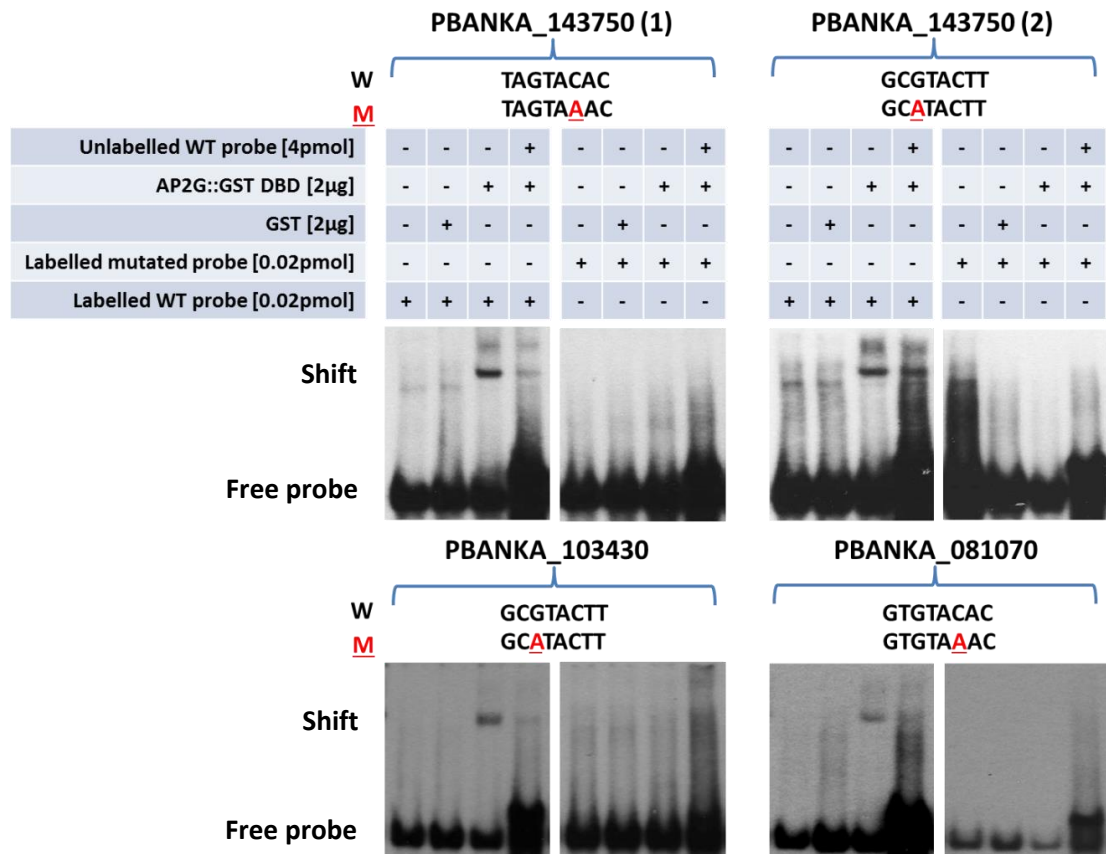 PBANKA_143750 (1) PBANKA_143750 (2)
W TAGTACAC GCGTACTT
M TAGTAAAC GCATACTT
Unlabelled WT probe [4pmol] - - - + - - - + - - - + - - - +
AP2G::GST DBD [2µg] - - + + - - + + - - + + - - + +
GST [2µg] - + - - - + - - - + - - - + - -
Labelled mutated probe [0.02pmol] - - - - + + + + - - - - + + + +
Labelled WT probe [0.02pmol] + + + + - - - - + + + + - - - -
Shift
Free probe
PBANKA_103430 PBANKA_081070
W GCGTACTT GTGTACAC
M GCATACTT GTGTAAAC
Shift
Free probe